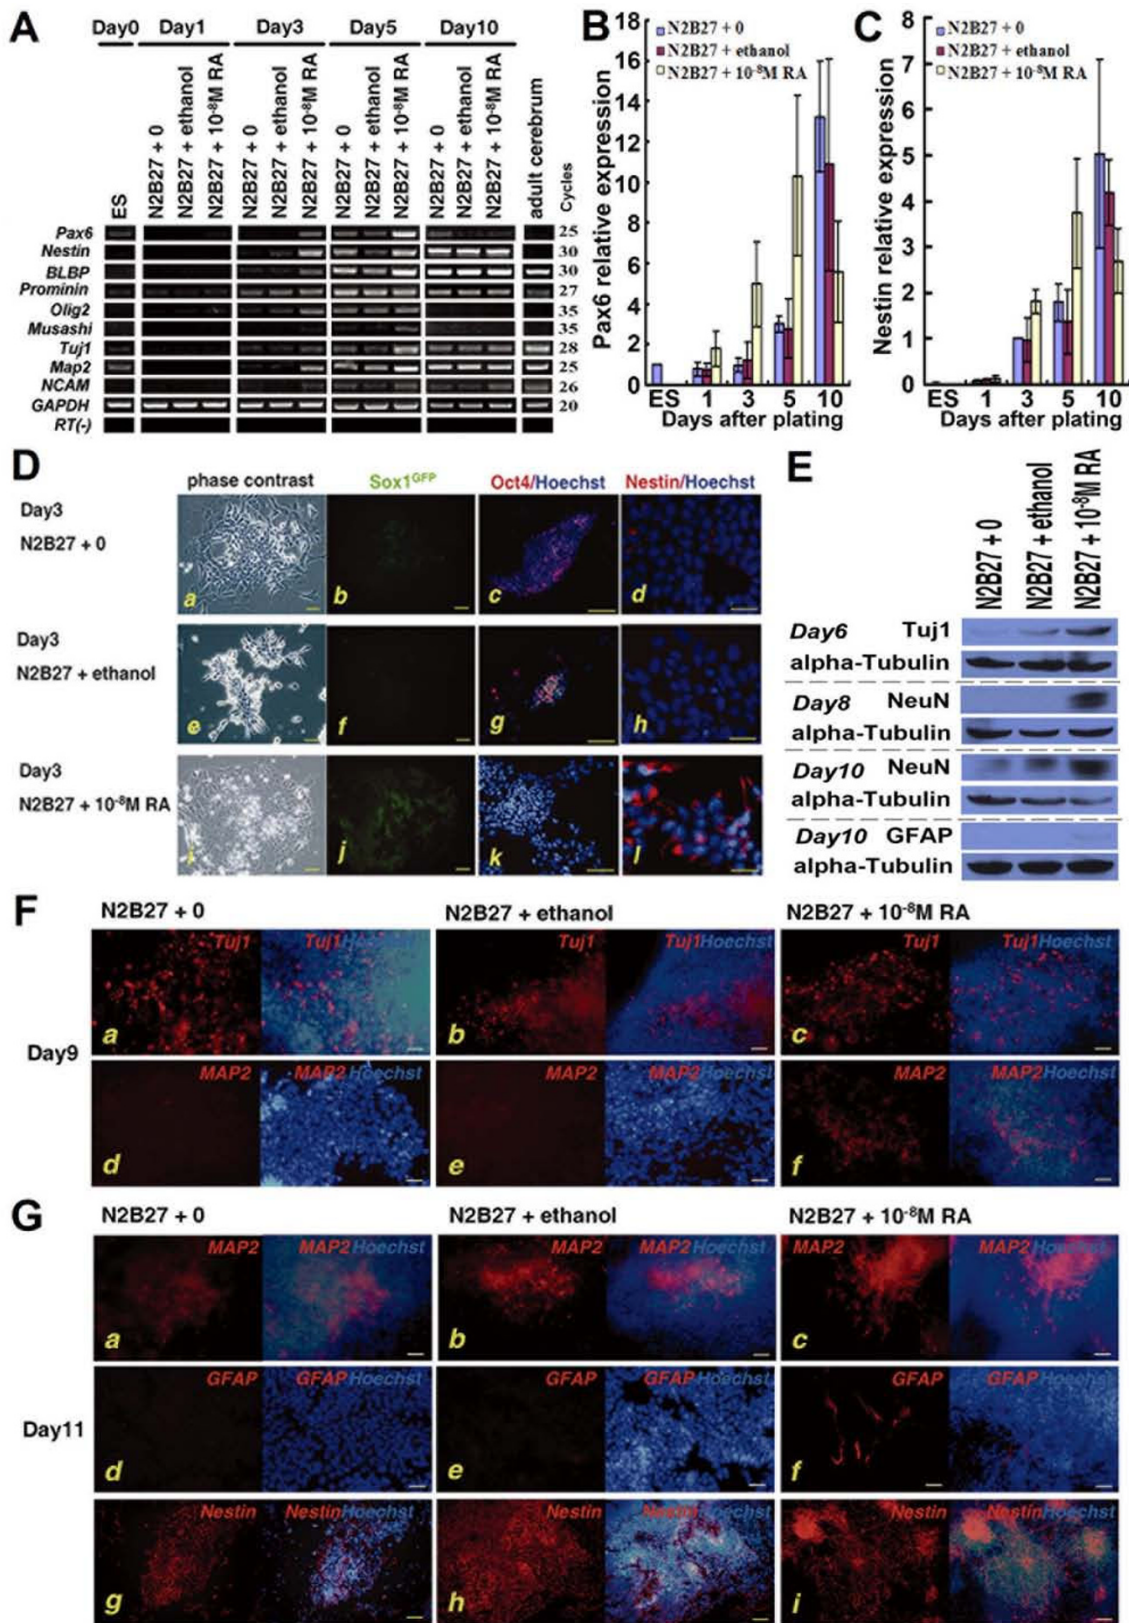 A
Day0 Day1 Day3 Day5 Day10
ES
N2B27 + 0
N2B27 + ethanol
N2B27 + 10⁻⁸M RA
N2B27 + 0
N2B27 + ethanol
N2B27 + 10⁻⁸M RA
N2B27 + 0
N2B27 + ethanol
N2B27 + 10⁻⁸M RA
N2B27 + 0
N2B27 + ethanol
N2B27 + 10⁻⁸M RA
adult cerebrum
Cycles
Pax6 25
Nestin 30
BLBP 30
Prominin 27
Olig2 35
Musashi 35
Tuj1 28
Map2 25
NCAM 26
GAPDH 20
RT(-)
B
Pax6 relative expression
18
16
14
12
10
8
6
4
2
0
N2B27 + 0
N2B27 + ethanol
N2B27 + 10⁻⁸M RA
ES 1 3 5 10
Days after plating
C
Nestin relative expression
8
7
6
5
4
3
2
1
0
N2B27 + 0
N2B27 + ethanol
N2B27 + 10⁻⁸M RA
ES 1 3 5 10
Days after plating
D
phase contrast Sox1ᴳᶠᴾ Oct4/Hoechst Nestin/Hoechst
Day3
N2B27 + 0
a b c d
Day3
N2B27 + ethanol
e f g h
Day3
N2B27 + 10⁻⁸M RA
i j k l
E
N2B27 + 0
N2B27 + ethanol
N2B27 + 10⁻⁸M RA
Day6 Tuj1
alpha-Tubulin
Day8 NeuN
alpha-Tubulin
Day10 NeuN
alpha-Tubulin
Day10 GFAP
alpha-Tubulin
F
N2B27 + 0 N2B27 + ethanol N2B27 + 10⁻⁸M RA
Day9
Tuj1 Tuj1Hoechst Tuj1 Tuj1Hoechst Tuj1 Tuj1Hoechst
a b c
MAP2 MAP2Hoechst MAP2 MAP2Hoechst MAP2 MAP2Hoechst
d e f
G
N2B27 + 0 N2B27 + ethanol N2B27 + 10⁻⁸M RA
MAP2 MAP2Hoechst MAP2 MAP2Hoechst MAP2 MAP2Hoechst
a b c
Day11
GFAP GFAPHoechst GFAP GFAPHoechst GFAP GFAPHoechst
d e f
Nestin NestinHoechst Nestin NestinHoechst Nestin NestinHoechst
g h i